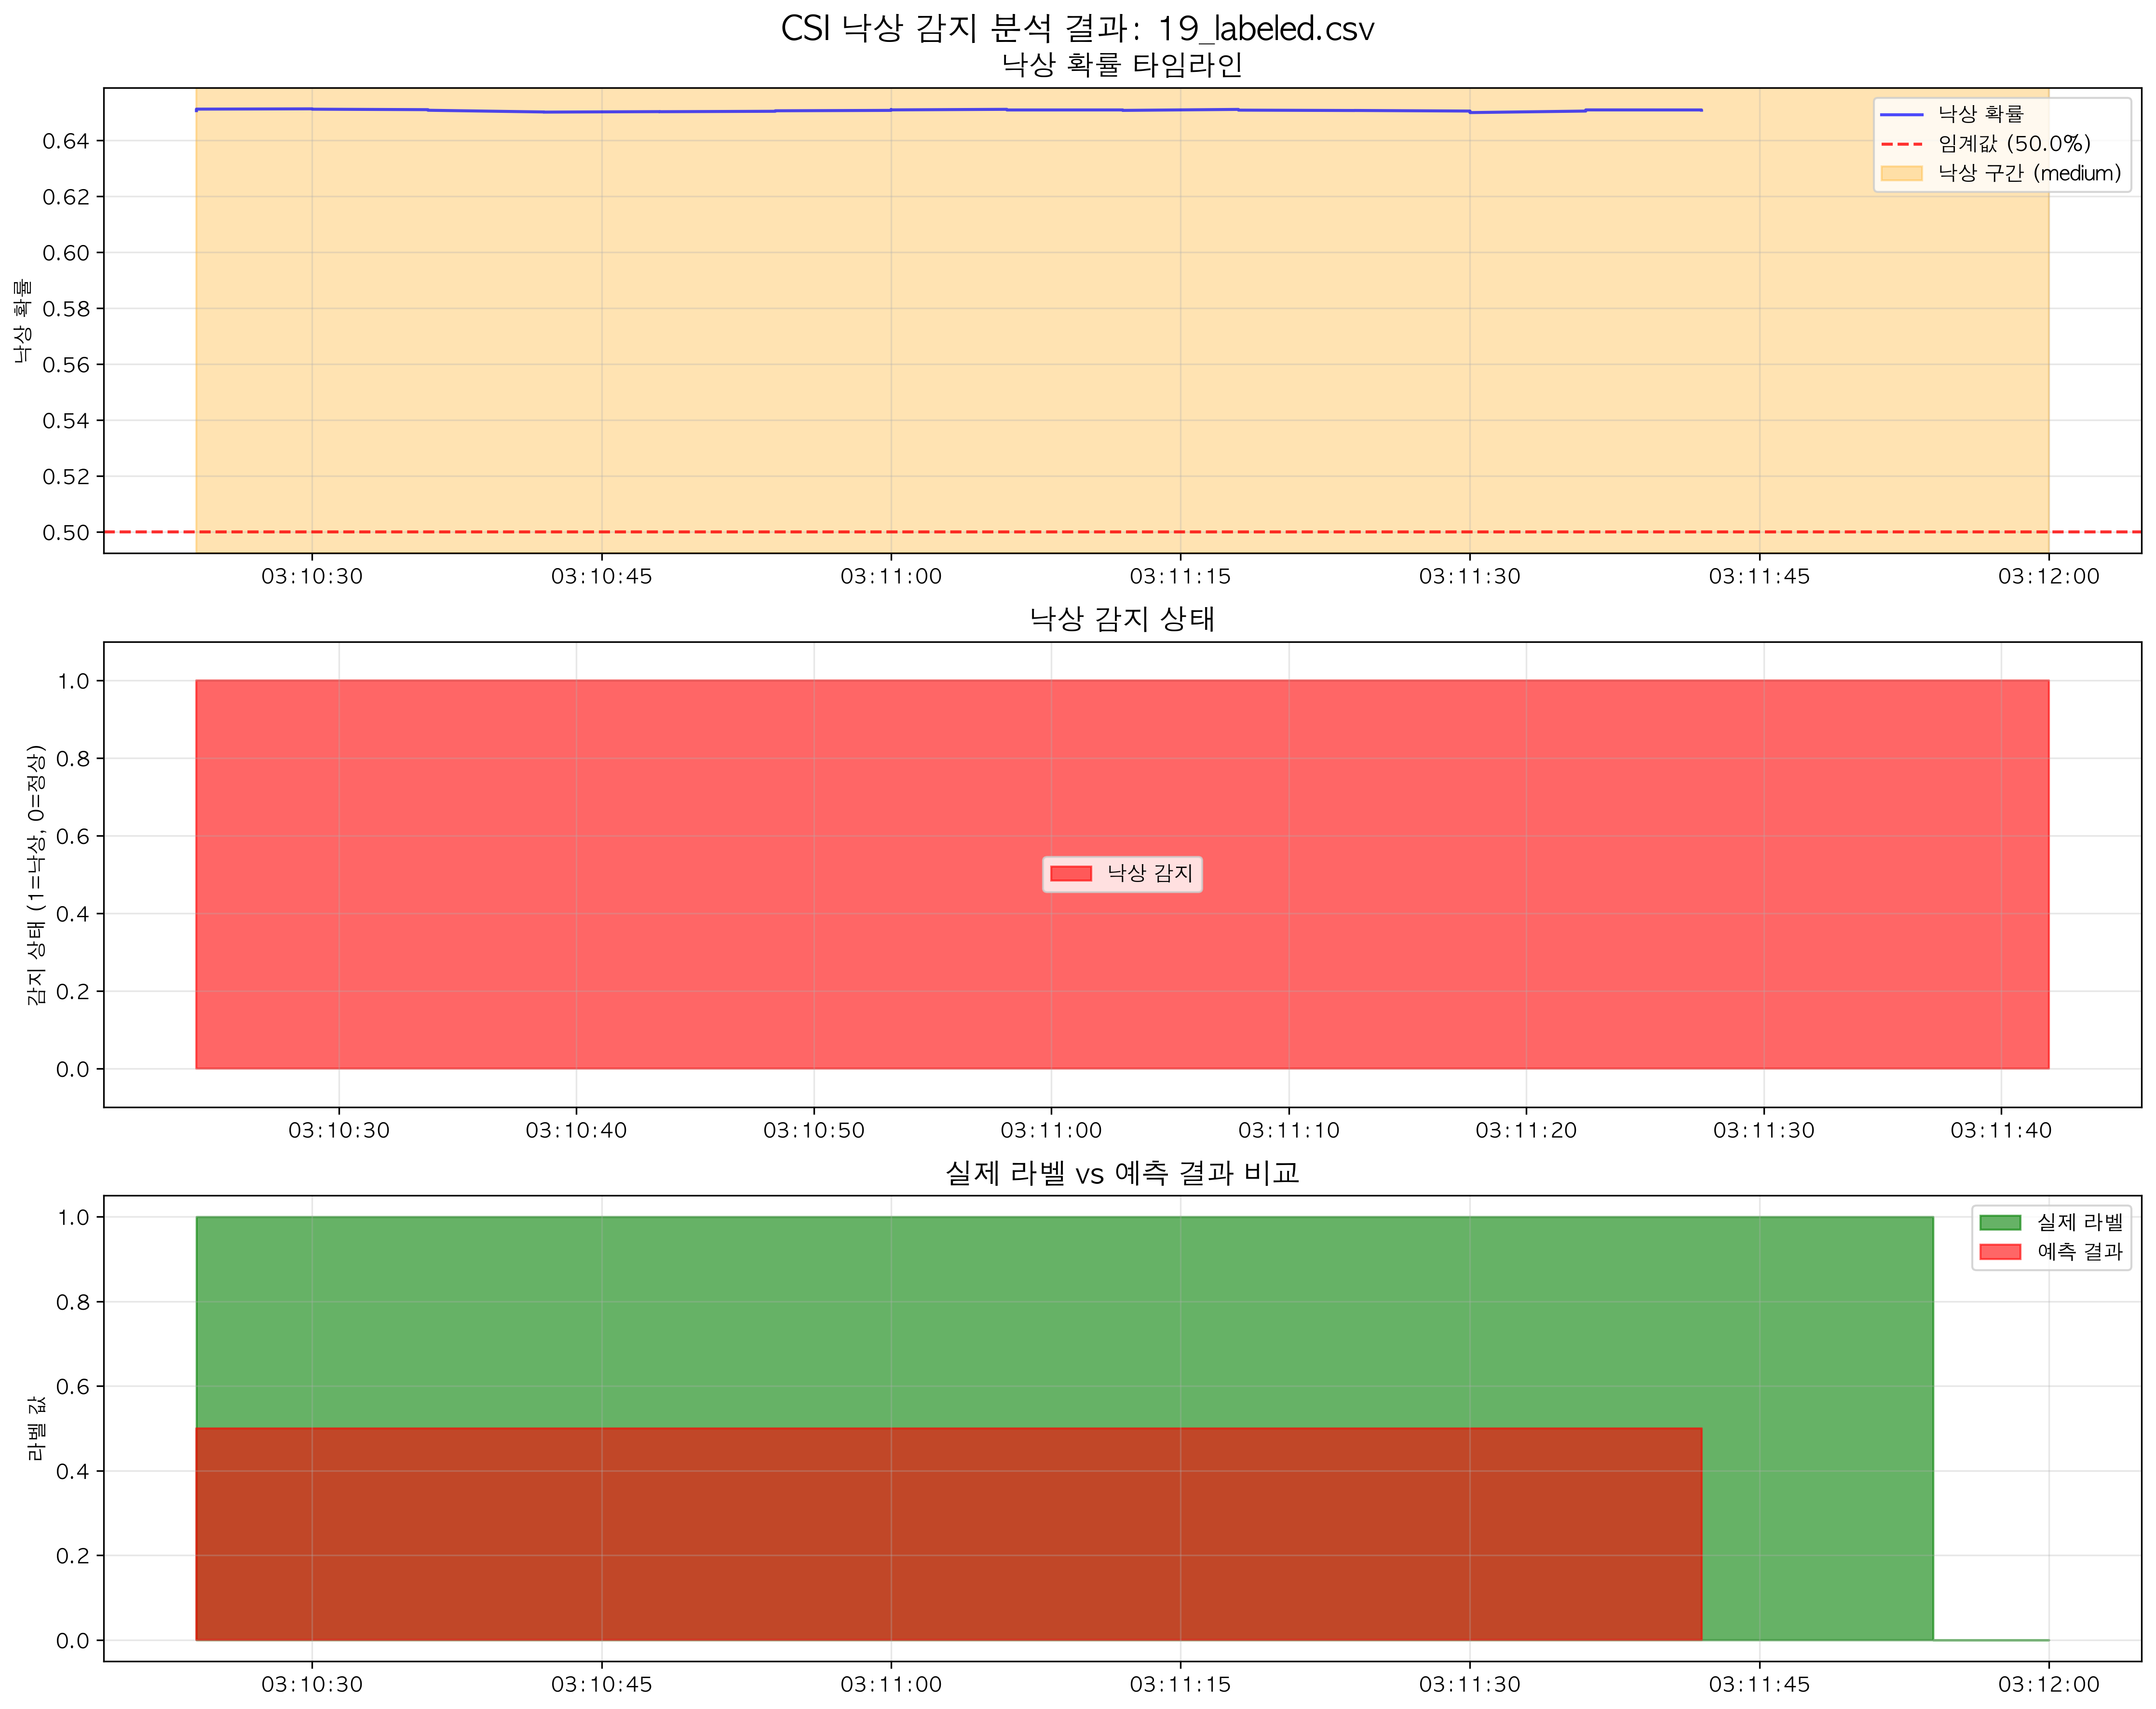 CSI 낙상 감지 분석 결과: 19_labeled.csv
낙상 확률 타임라인
낙상 확률
0.64
0.62
0.60
0.58
0.56
0.54
0.52
0.50
낙상 확률
임계값 (50.0%)
낙상 구간 (medium)
03:10:30 03:10:45 03:11:00 03:11:15 03:11:30 03:11:45 03:12:00
낙상 감지 상태
감지 상태 (1=낙상, 0=정상)
1.0
0.8
0.6
0.4
0.2
0.0
낙상 감지
03:10:30 03:10:40 03:10:50 03:11:00 03:11:10 03:11:20 03:11:30 03:11:40
실제 라벨 vs 예측 결과 비교
라벨 값
1.0
0.8
0.6
0.4
0.2
0.0
실제 라벨
예측 결과
03:10:30 03:10:45 03:11:00 03:11:15 03:11:30 03:11:45 03:12:00